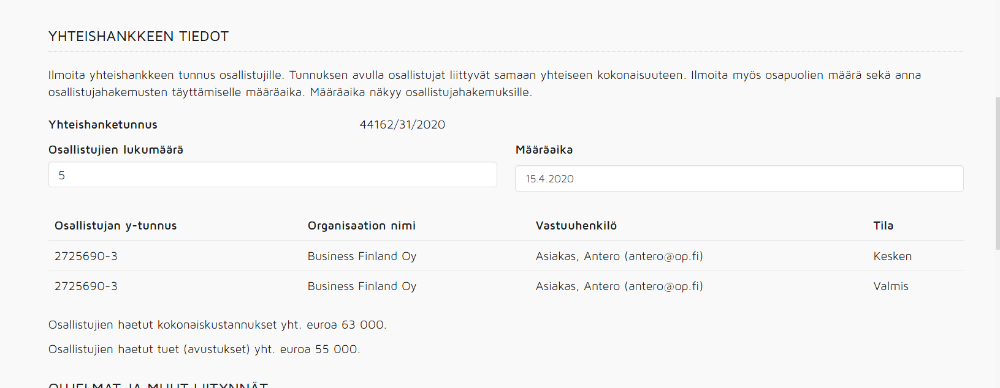 YHTEISHANKKEEN TIEDOT
Ilmoita yhteishankkeen tunnus osallistujille. Tunnuksen avulla osallistujat liittyvät samaan yhteiseen kokonaisuuteen. Ilmoita myös osapuolien määrä sekä anna
osallistujahakemusten täyttämiselle määräaika. Määräaika näkyy osallistujahakemuksille.
Yhteishanketunnus 44162/31/2020
Osallistujien lukumäärä Määräaika
5 15.4.2020
Osallistujan y-tunnus Organisaation nimi Vastuuhenkilö Tila
2725690-3 Business Finland Oy Asiakas, Antero (antero@op.fi) Kesken
2725690-3 Business Finland Oy Asiakas, Antero (antero@op.fi) Valmis
Osallistujien haetut kokonaiskustannukset yht. euroa 63 000.
Osallistujien haetut tuet (avustukset) yht. euroa 55 000.
OHJELMAT JA MUUT LIITYNNÄT